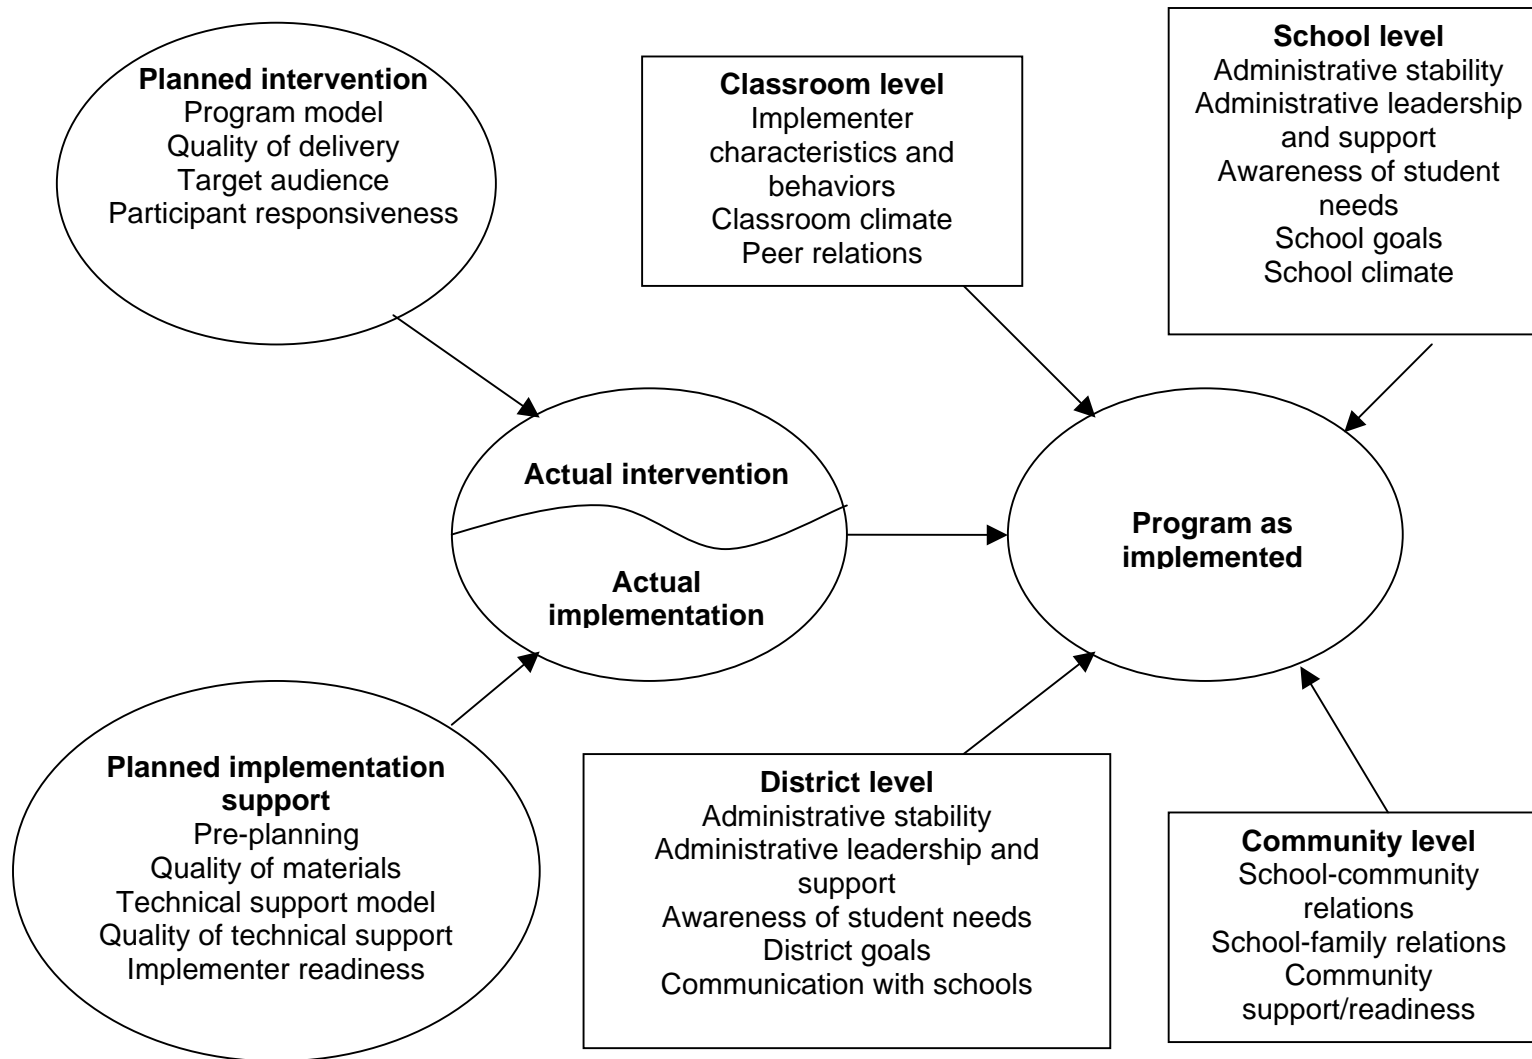 Planned intervention
Program model
Quality of delivery
Target audience
Participant responsiveness
Classroom level
Implementer
characteristics and
behaviors
Classroom climate
Peer relations
School level
Administrative stability
Administrative leadership
and support
Awareness of student
needs
School goals
School climate
Actual intervention
Actual
implementation
Program as
implemented
Planned implementation
support
Pre-planning
Quality of materials
Technical support model
Quality of technical support
Implementer readiness
District level
Administrative stability
Administrative leadership and
support
Awareness of student needs
District goals
Communication with schools
Community level
School-community
relations
School-family relations
Community
support/readiness